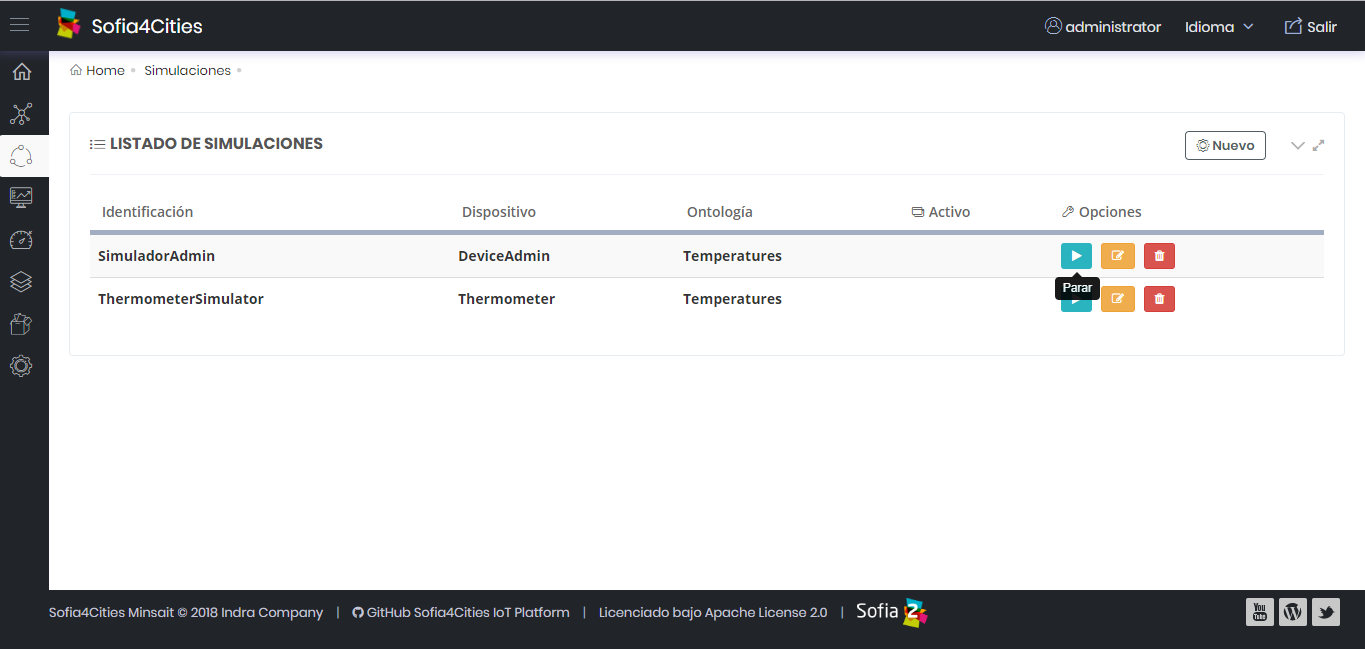 Sofia4Cities
administrator Idioma Salir
Home Simulaciones
LISTADO DE SIMULACIONES
Nuevo
Identificación Dispositivo Ontología Activo Opciones
SimuladorAdmin DeviceAdmin Temperatures
Parar
ThermometerSimulator Thermometer Temperatures
Sofia4Cities Minsait © 2018 Indra Company | GitHub Sofia4Cities IoT Platform | Licenciado bajo Apache License 2.0 | Sofia 2
You Tube